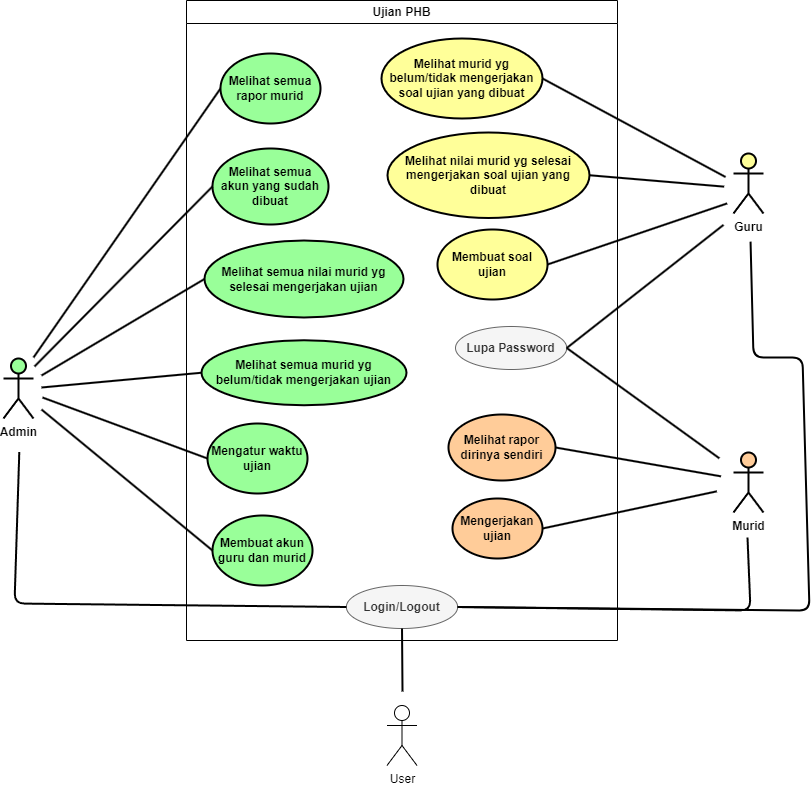 Ujian PHB
Melihat semua
rapor murid
Melihat semua
akun yang sudah
dibuat
Melihat semua nilai murid yg
selesai mengerjakan ujian
Melihat semua murid yg
belum/tidak mengerjakan ujian
Mengatur waktu
ujian
Membuat akun
guru dan murid
Melihat murid yg
belum/tidak mengerjakan
soal ujian yang dibuat
Melihat nilai murid yg selesai
mengerjakan soal ujian yang
dibuat
Membuat soal
ujian
Lupa Password
Melihat rapor
dirinya sendiri
Mengerjakan
ujian
Login/Logout
Admin
Guru
Murid
User